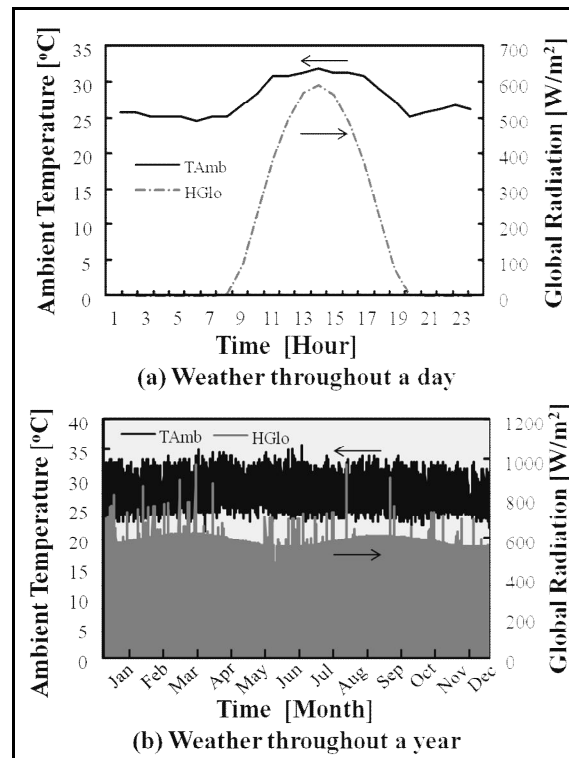 Ambient Temperature [°C]
35
30
25
20
15
10
5
0
TAmb
HGlo
700
600
500
400
300
200
100
0
Global Radiation [W/m²]
1 3 5 7 9 11 13 15 17 19 21 23
Time [Hour]
(a) Weather throughout a day
Ambient Temperature [°C]
40
35
30
25
20
15
10
5
0
TAmb HGlo
1200
1000
800
600
400
200
0
Global Radiation [W/m²]
Jan Feb Mar Apr May Jun Jul Aug Sep Oct Nov Dec
Time [Month]
(b) Weather throughout a year